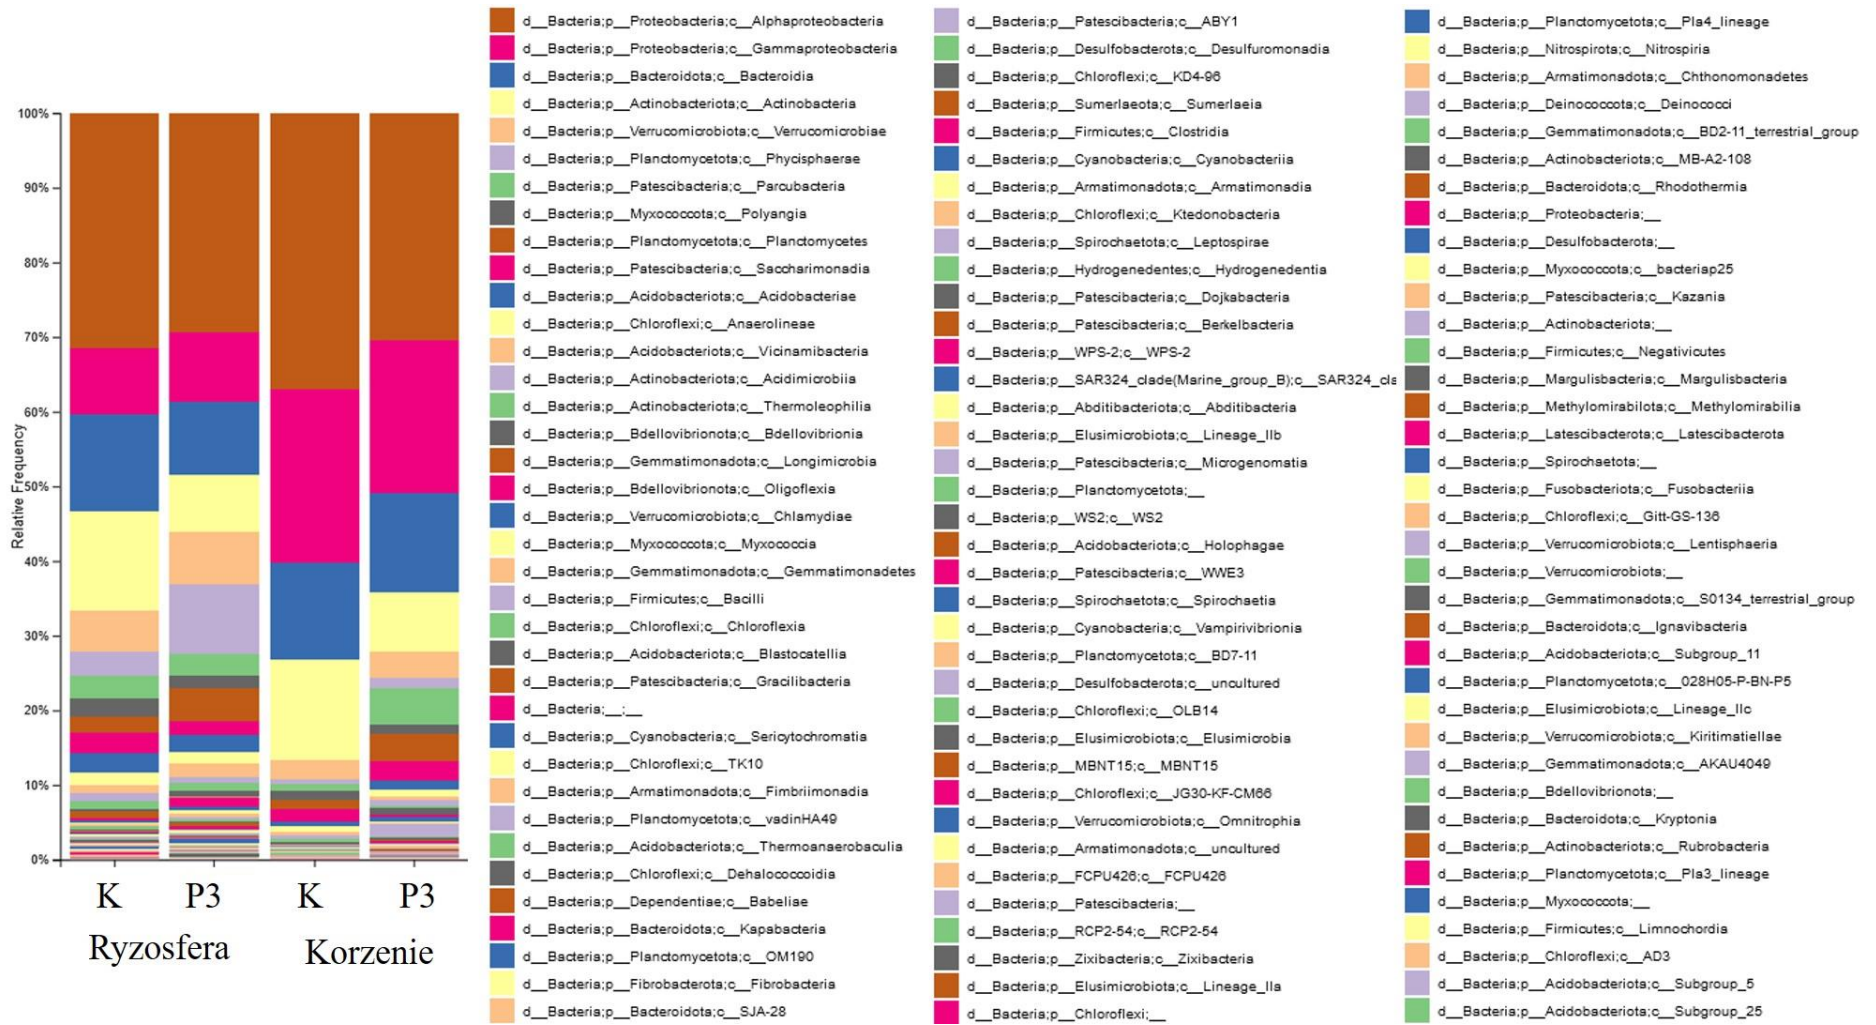 Relative Frequency
100%
90%
80%
70%
60%
50%
40%
30%
20%
10%
0%
K
P3
K
P3
Ryzosfera
Korzenie
d__Bacteria;p__Proteobacteria;c__Alphaproteobacteria
d__Bacteria;p__Proteobacteria;c__Gammaproteobacteria
d__Bacteria;p__Bacteroidota;c__Bacteroidia
d__Bacteria;p__Actinobacteriota;c__Actinobacteria
d__Bacteria;p__Verrucomicrobiota;c__Verrucomicrobiae
d__Bacteria;p__Planctomycetota;c__Phycisphaerae
d__Bacteria;p__Patescibacteria;c__Parcubacteria
d__Bacteria;p__Myxococcota;c__Polyangia
d__Bacteria;p__Planctomycetota;c__Planctomycetes
d__Bacteria;p__Patescibacteria;c__Saccharimonadia
d__Bacteria;p__Acidobacteriota;c__Acidobacteriae
d__Bacteria;p__Chloroflexi;c__Anaerolineae
d__Bacteria;p__Acidobacteriota;c__Vicinamibacteria
d__Bacteria;p__Actinobacteriota;c__Acidimicrobiia
d__Bacteria;p__Actinobacteriota;c__Thermoleophilia
d__Bacteria;p__Bdellovibrionota;c__Bdellovibrionia
d__Bacteria;p__Gemmatimonadota;c__Longimicrobia
d__Bacteria;p__Bdellovibrionota;c__Oligoflexia
d__Bacteria;p__Verrucomicrobiota;c__Chlamydiae
d__Bacteria;p__Myxococcota;c__Myxococcia
d__Bacteria;p__Gemmatimonadota;c__Gemmatimonadetes
d__Bacteria;p__Firmicutes;c__Bacilli
d__Bacteria;p__Chloroflexi;c__Chloroflexia
d__Bacteria;p__Acidobacteriota;c__Blastocatellia
d__Bacteria;p__Patescibacteria;c__Gracilibacteria
d__Bacteria;__;__
d__Bacteria;p__Cyanobacteria;c__Sericytochromatia
d__Bacteria;p__Chloroflexi;c__TK10
d__Bacteria;p__Armatimonadota;c__Fimbriimonadia
d__Bacteria;p__Planctomycetota;c__vadinHA49
d__Bacteria;p__Acidobacteriota;c__Thermoanaerobaculia
d__Bacteria;p__Chloroflexi;c__Dehalococcoidia
d__Bacteria;p__Dependentiae;c__Babeliae
d__Bacteria;p__Bacteroidota;c__Kapabacteria
d__Bacteria;p__Planctomycetota;c__OM190
d__Bacteria;p__Fibrobacterota;c__Fibrobacteria
d__Bacteria;p__Bacteroidota;c__SJA-28
d__Bacteria;p__Patescibacteria;c__ABY1
d__Bacteria;p__Desulfobacterota;c__Desulfuromonadia
d__Bacteria;p__Chloroflexi;c__KD4-96
d__Bacteria;p__Sumerlaeota;c__Sumerlaeia
d__Bacteria;p__Firmicutes;c__Clostridia
d__Bacteria;p__Cyanobacteria;c__Cyanobacteriia
d__Bacteria;p__Armatimonadota;c__Armatimonadia
d__Bacteria;p__Chloroflexi;c__Ktedonobacteria
d__Bacteria;p__Spirochaetota;c__Leptospirae
d__Bacteria;p__Hydrogenedentes;c__Hydrogenedentia
d__Bacteria;p__Patescibacteria;c__Dojkabacteria
d__Bacteria;p__Patescibacteria;c__Berkelbacteria
d__Bacteria;p__WPS-2;c__WPS-2
d__Bacteria;p__SAR324_clade(Marine_group_B);c__SAR324_cla
d__Bacteria;p__Abditibacteriota;c__Abditibacteria
d__Bacteria;p__Elusimicrobiota;c__Lineage_IIb
d__Bacteria;p__Patescibacteria;c__Microgenomatia
d__Bacteria;p__Planctomycetota;__
d__Bacteria;p__WS2;c__WS2
d__Bacteria;p__Acidobacteriota;c__Holophagae
d__Bacteria;p__Patescibacteria;c__WWE3
d__Bacteria;p__Spirochaetota;c__Spirochaetia
d__Bacteria;p__Cyanobacteria;c__Vampirivibrionia
d__Bacteria;p__Planctomycetota;c__BD7-11
d__Bacteria;p__Desulfobacterota;c__uncultured
d__Bacteria;p__Chloroflexi;c__OLB14
d__Bacteria;p__Elusimicrobiota;c__Elusimicrobia
d__Bacteria;p__MBNT15;c__MBNT15
d__Bacteria;p__Chloroflexi;c__JG30-KF-CM66
d__Bacteria;p__Verrucomicrobiota;c__Omnitrophia
d__Bacteria;p__Armatimonadota;c__uncultured
d__Bacteria;p__FCPU426;c__FCPU426
d__Bacteria;p__Patescibacteria;__
d__Bacteria;p__RCP2-54;c__RCP2-54
d__Bacteria;p__Zixibacteria;c__Zixibacteria
d__Bacteria;p__Elusimicrobiota;c__Lineage_IIa
d__Bacteria;p__Chloroflexi;__
d__Bacteria;p__Planctomycetota;c__Pla4_lineage
d__Bacteria;p__Nitrospirota;c__Nitrospiria
d__Bacteria;p__Armatimonadota;c__Chthonomonadetes
d__Bacteria;p__Deinococcota;c__Deinococci
d__Bacteria;p__Gemmatimonadota;c__BD2-11_terrestrial_group
d__Bacteria;p__Actinobacteriota;c__MB-A2-108
d__Bacteria;p__Bacteroidota;c__Rhodothermia
d__Bacteria;p__Proteobacteria;__
d__Bacteria;p__Desulfobacterota;__
d__Bacteria;p__Myxococcota;c__bacteriap25
d__Bacteria;p__Patescibacteria;c__Kazania
d__Bacteria;p__Actinobacteriota;__
d__Bacteria;p__Firmicutes;c__Negativicutes
d__Bacteria;p__Margulisbacteria;c__Margulisbacteria
d__Bacteria;p__Methylomirabilota;c__Methylomirabilia
d__Bacteria;p__Latescibacterota;c__Latescibacterota
d__Bacteria;p__Spirochaetota;__
d__Bacteria;p__Fusobacteriota;c__Fusobacteriia
d__Bacteria;p__Chloroflexi;c__Gitt-GS-136
d__Bacteria;p__Verrucomicrobiota;c__Lentisphaeria
d__Bacteria;p__Verrucomicrobiota;__
d__Bacteria;p__Gemmatimonadota;c__S0134_terrestrial_group
d__Bacteria;p__Bacteroidota;c__Ignavibacteria
d__Bacteria;p__Acidobacteriota;c__Subgroup_11
d__Bacteria;p__Planctomycetota;c__028H05-P-BN-P5
d__Bacteria;p__Elusimicrobiota;c__Lineage_IIc
d__Bacteria;p__Verrucomicrobiota;c__Kiritimatiellae
d__Bacteria;p__Gemmatimonadota;c__AKAU4049
d__Bacteria;p__Bdellovibrionota;__
d__Bacteria;p__Bacteroidota;c__Kryptonia
d__Bacteria;p__Actinobacteriota;c__Rubrobacteria
d__Bacteria;p__Planctomycetota;c__Pla3_lineage
d__Bacteria;p__Myxococcota;__
d__Bacteria;p__Firmicutes;c__Limnochordia
d__Bacteria;p__Chloroflexi;c__AD3
d__Bacteria;p__Acidobacteriota;c__Subgroup_5
d__Bacteria;p__Acidobacteriota;c__Subgroup_25